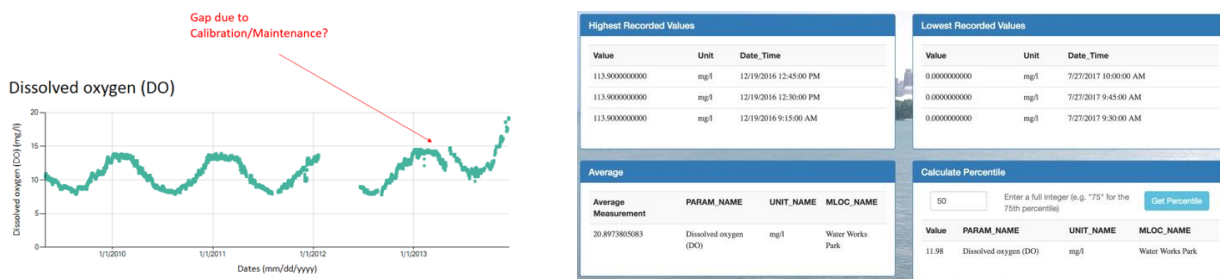 Gap due to
Calibration/Maintenance?
Dissolved oxygen (DO)
Dissolved oxygen (DO) (mg/l)
20
15
10
5
0
1/1/2010
1/1/2011
1/1/2012
1/1/2013
Dates (mm/dd/yyyy)
Highest Recorded Values
Value Unit Date_Time
113.9000000000 mg/l 12/19/2016 12:45:00 PM
113.9000000000 mg/l 12/19/2016 12:30:00 PM
113.9000000000 mg/l 12/19/2016 9:15:00 AM
Lowest Recorded Values
Value Unit Date_Time
0.0000000000 mg/l 7/27/2017 10:00:00 AM
0.0000000000 mg/l 7/27/2017 9:45:00 AM
0.0000000000 mg/l 7/27/2017 9:30:00 AM
Average
Average PARAM_NAME UNIT_NAME MLOC_NAME
Measurement
20.8973805083 Dissolved oxygen mg/l Water Works
(DO) Park
Calculate Percentile
50 Enter a full integer (e.g. "75" for the Get Percentile
75th percentile)
Value PARAM_NAME UNIT_NAME MLOC_NAME
11.98 Dissolved oxygen (DO) mg/l Water Works Park